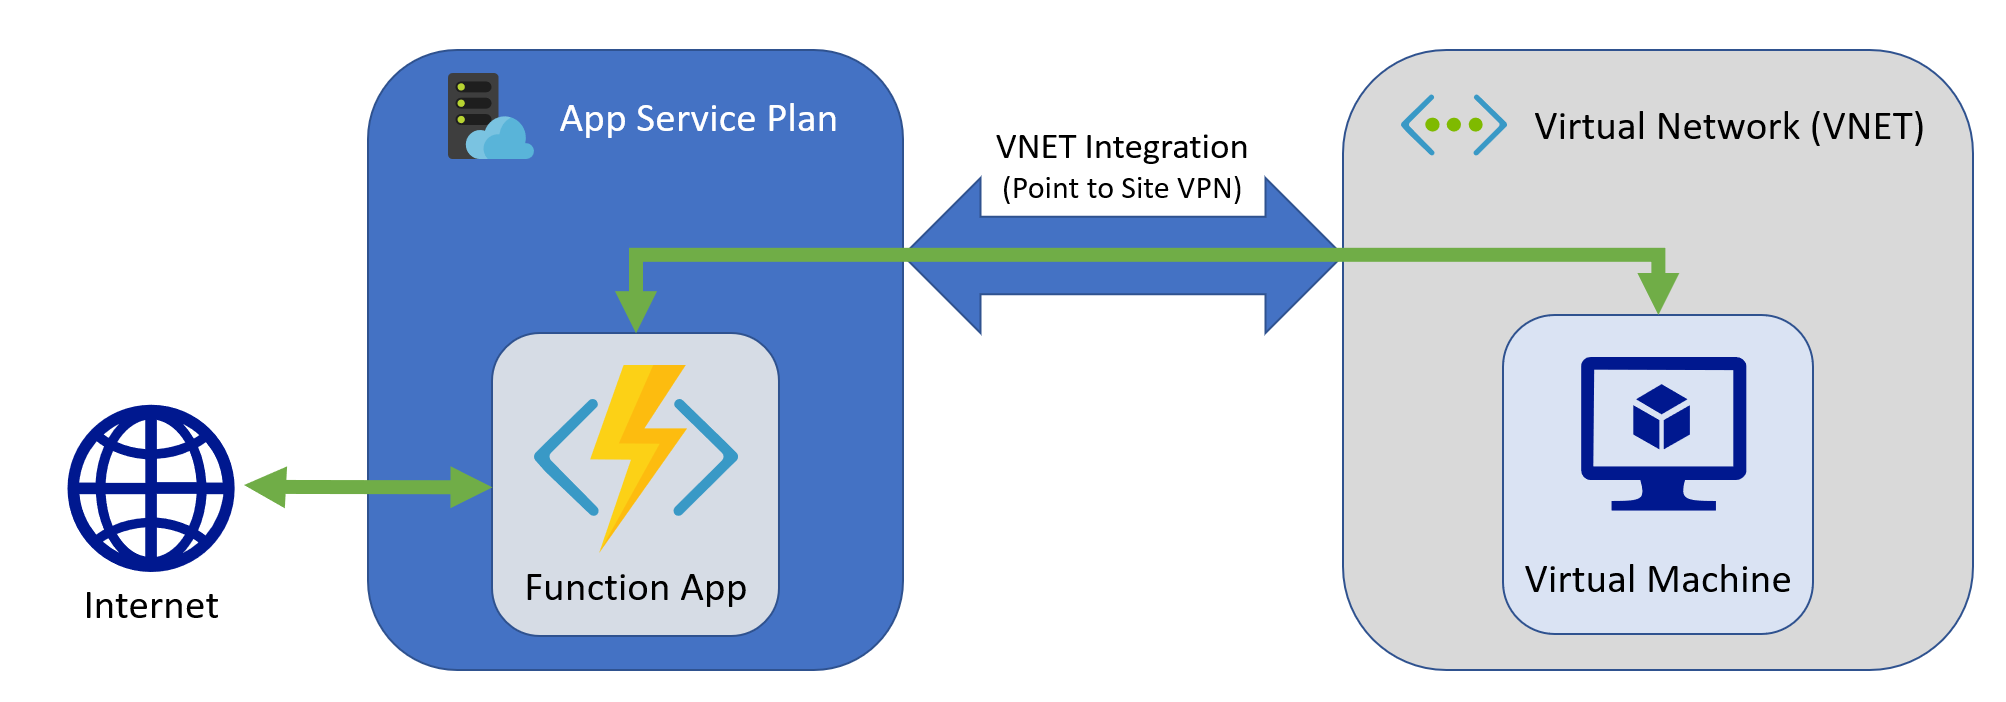 App Service Plan
VNET Integration
(Point to Site VPN)
Virtual Network (VNET)
Internet
Function App
Virtual Machine